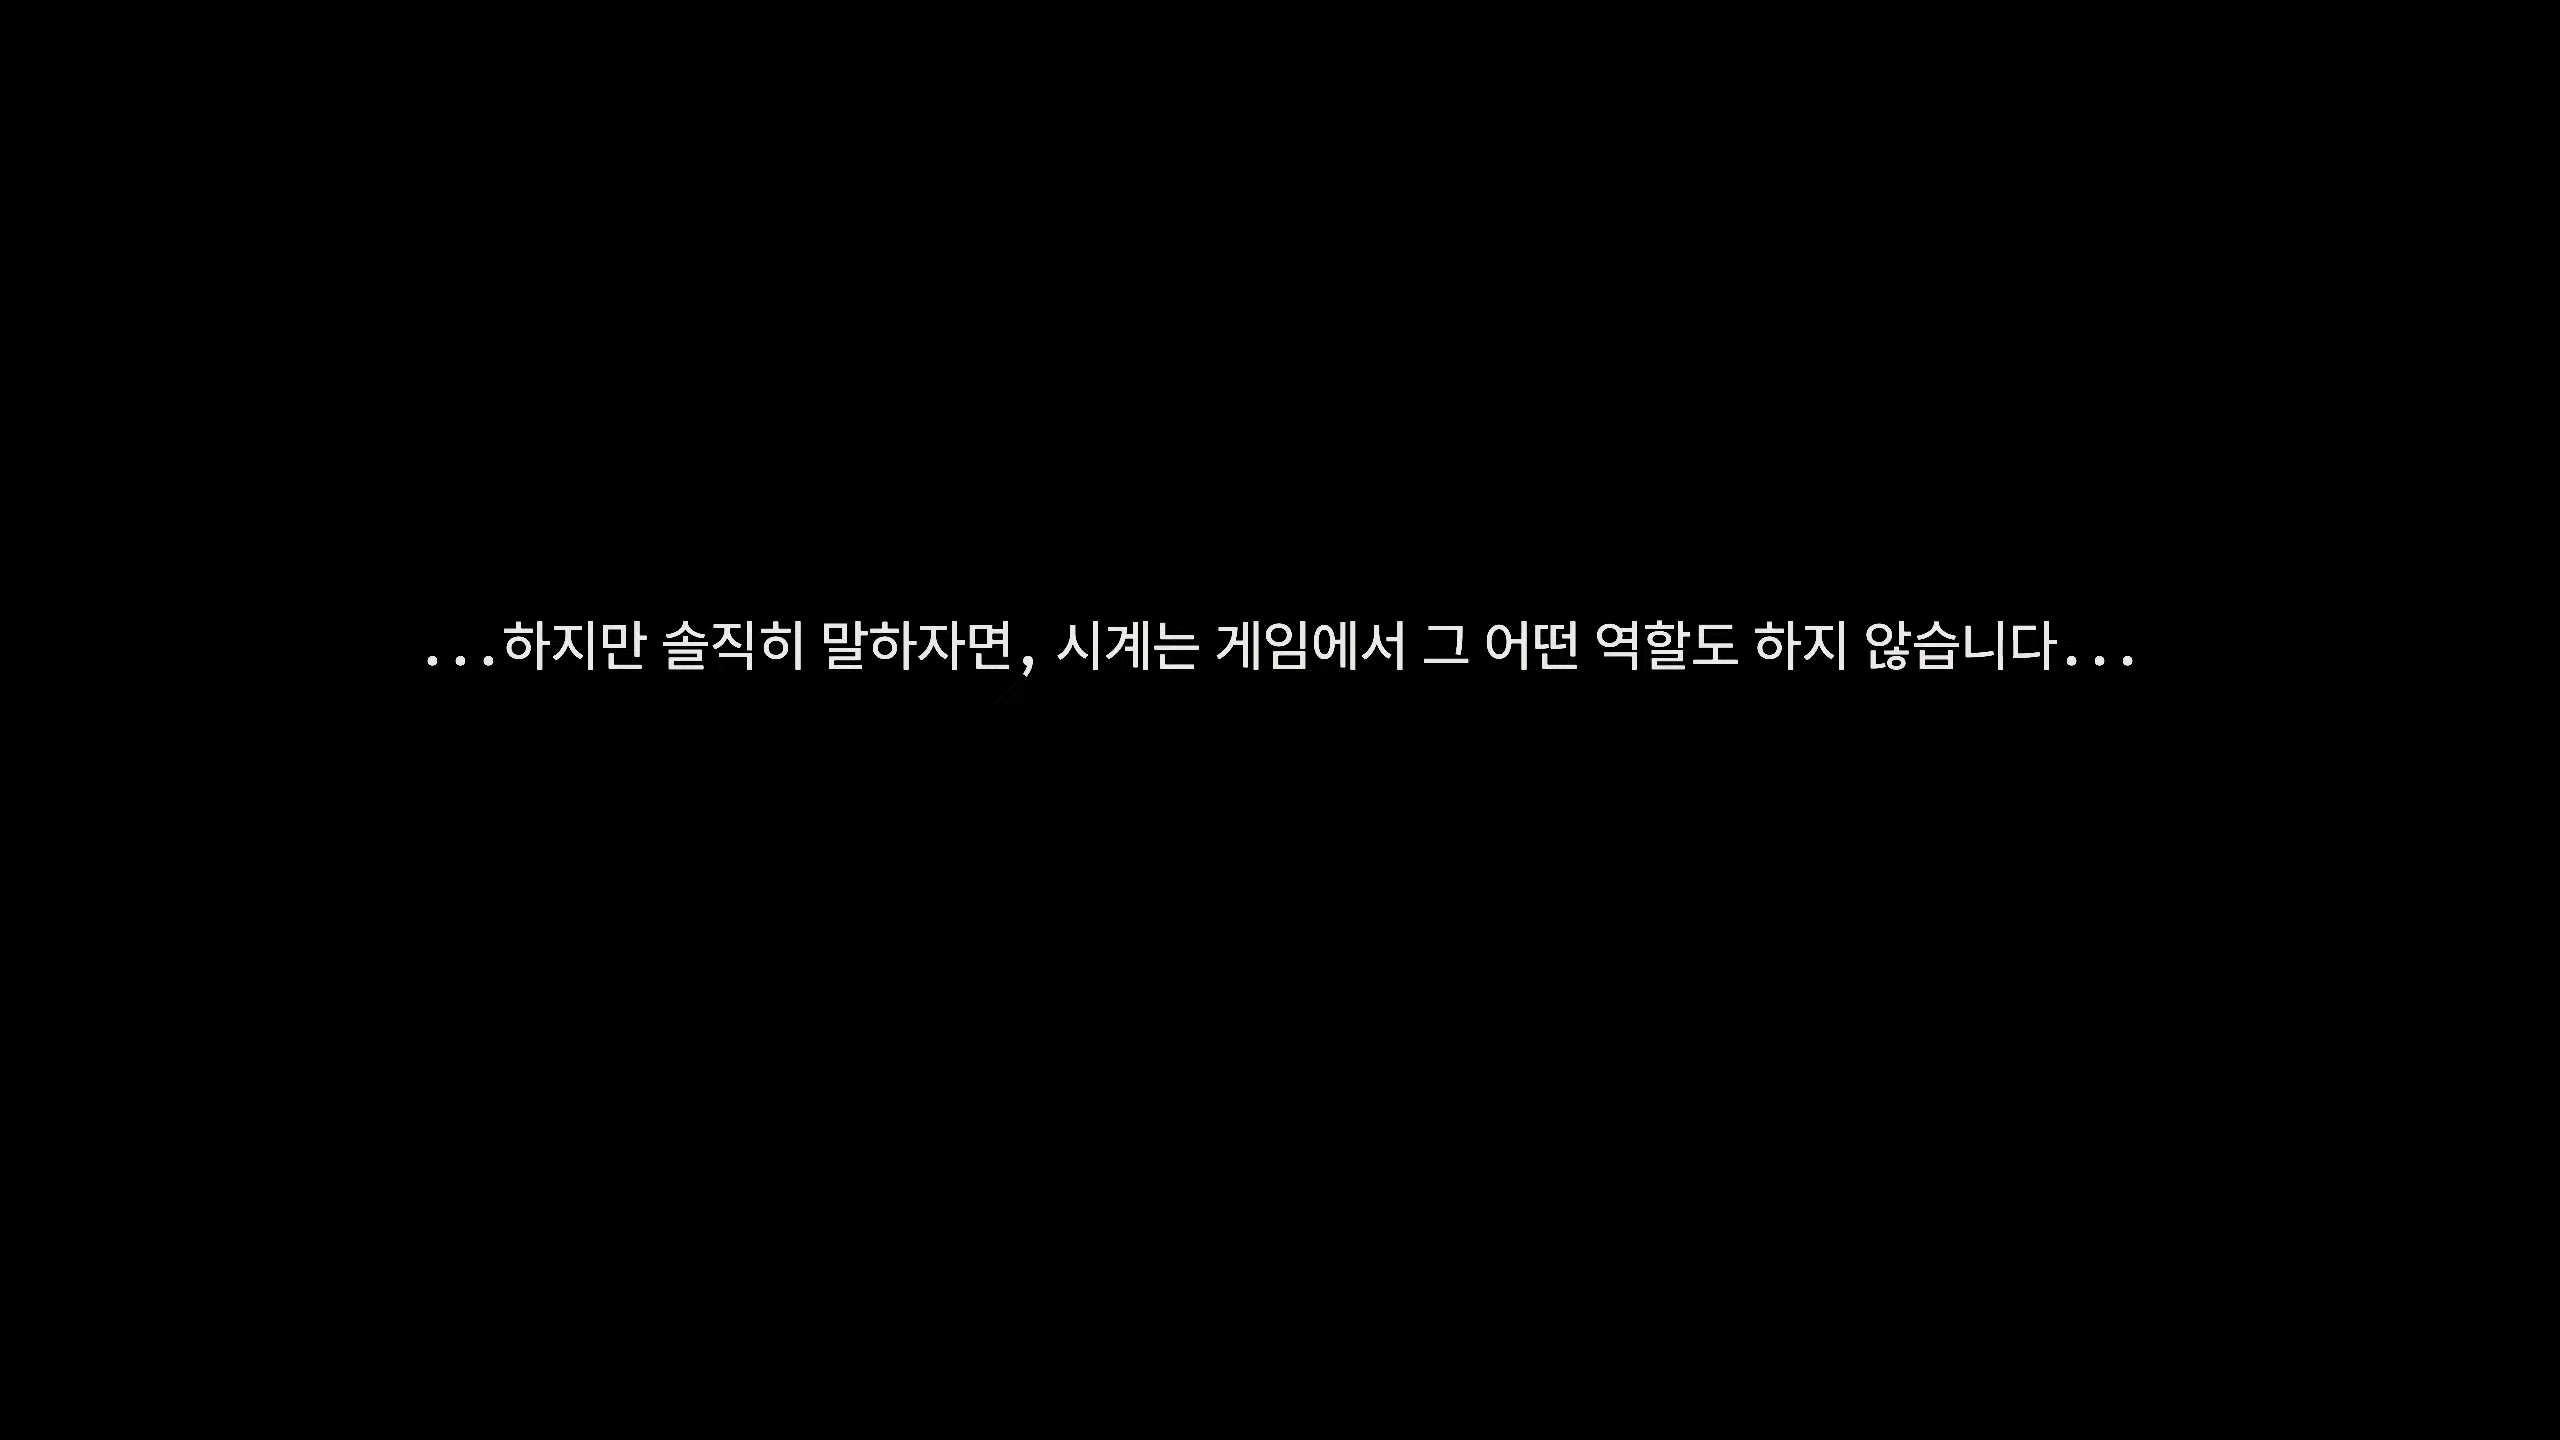 ...하지만 솔직히 말하자면, 시계는 게임에서 그 어떤 역할도 하지 않습니다...